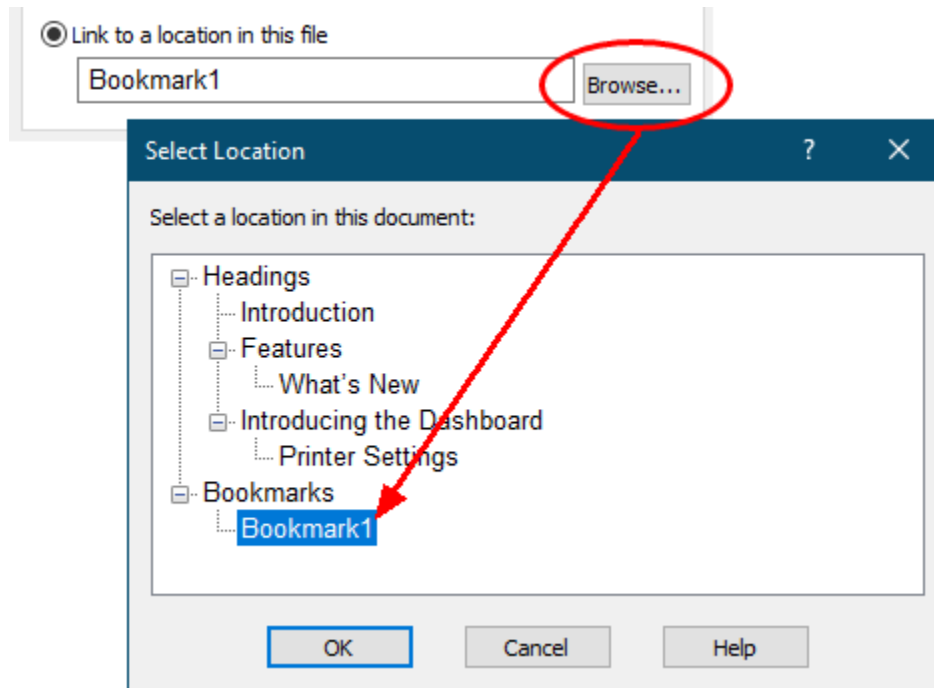 Link to a location in this file
Bookmark1
Browse...
Select Location ? ×
Select a location in this document:
Headings
Introduction
Features
What's New
Introducing the Dashboard
Printer Settings
Bookmarks
Bookmark1
OK Cancel Help